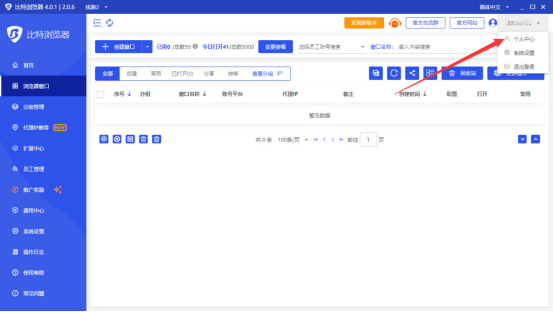 比特浏览器 4.0.1 | 2.0.6 线路2 简体中文
比特浏览器
发现新版本 官方交流群 官方网站
个人中心
系统设置
退出登录
创建窗口 已用0 /总数50 今日打开4 /总数5000 变更套餐 选择员工账号搜索 窗口名称: 输入内容搜索
全部 自建 常用 已打开(0) 分享 转移 查看分组 回收站
序号 分组 窗口名称 账号平台 代理IP 备注 创建时间 配置 打开 常用
暂无数据
共 0 条 100条/页 前往 1 页
首页
浏览器窗口
分组管理
代理IP推荐
扩展中心
员工管理
推广奖励
费用中心
系统设置
操作日志
使用帮助
常见问题